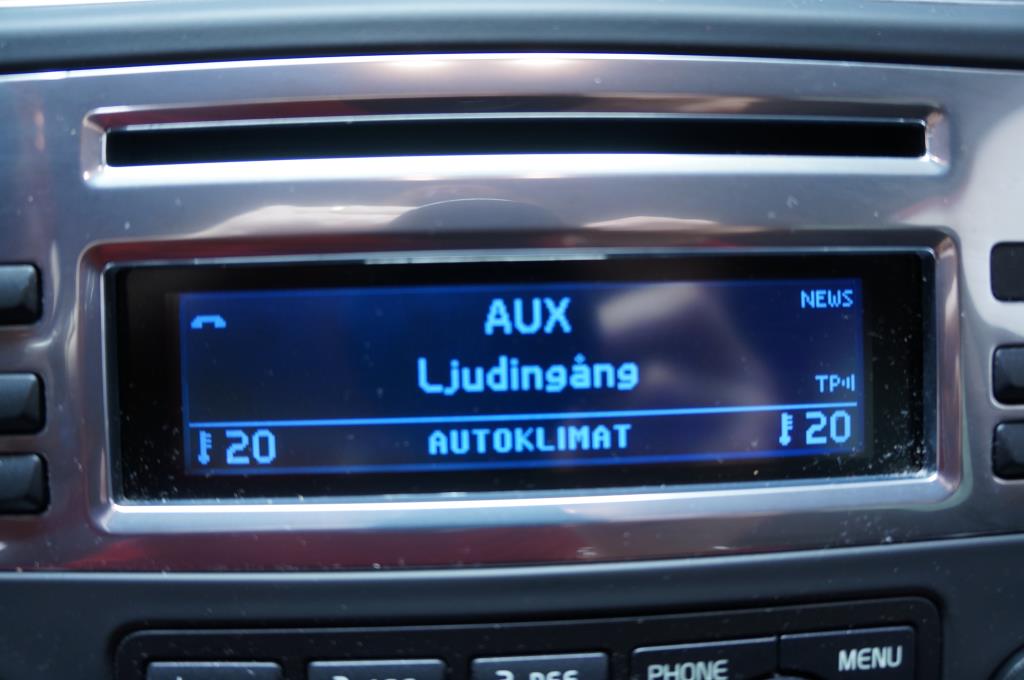 AUX
NEWS
Ljudingång
TP
20 AUTOKLIMAT 20
PHONE MENU